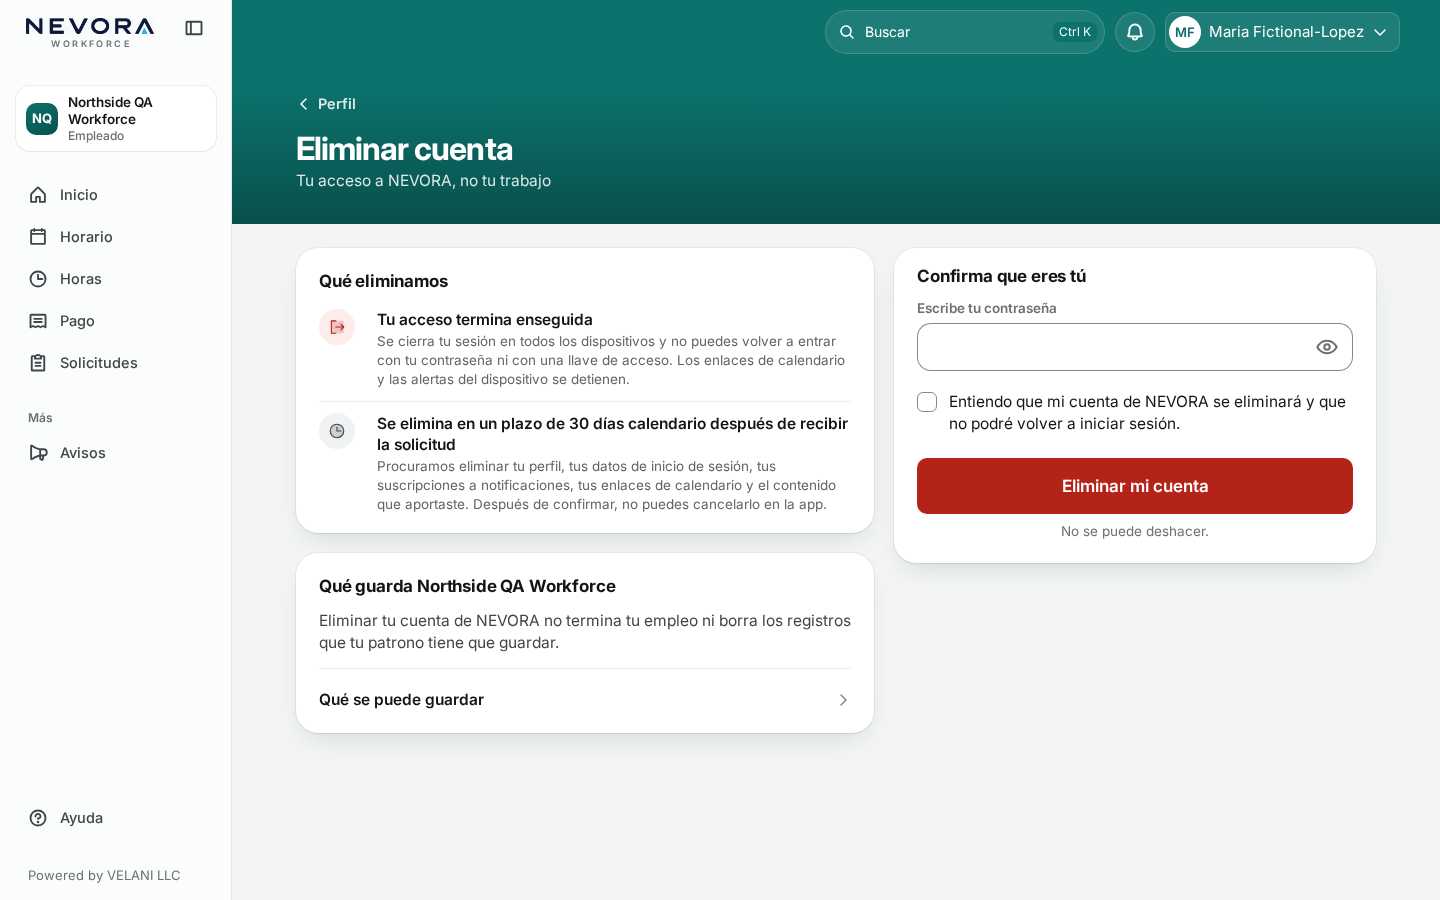 NEVORA
WORKFORCE
NQ
Northside QA
Workforce
Empleado
Inicio
Horario
Horas
Pago
Solicitudes
Más
Avisos
Ayuda
Powered by VELANI LLC
Buscar
Ctrl K
MF
Maria Fictional-Lopez
Perfil
Eliminar cuenta
Tu acceso a NEVORA, no tu trabajo
Qué eliminamos
Tu acceso termina enseguida
Se cierra tu sesión en todos los dispositivos y no puedes volver a entrar
con tu contraseña ni con una llave de acceso. Los enlaces de calendario
y las alertas del dispositivo se detienen.
Se elimina en un plazo de 30 días calendario después de recibir
la solicitud
Procuramos eliminar tu perfil, tus datos de inicio de sesión, tus
suscripciones a notificaciones, tus enlaces de calendario y el contenido
que aportaste. Después de confirmar, no puedes cancelarlo en la app.
Qué guarda Northside QA Workforce
Eliminar tu cuenta de NEVORA no termina tu empleo ni borra los registros
que tu patrono tiene que guardar.
Qué se puede guardar
Confirma que eres tú
Escribe tu contraseña
Entiendo que mi cuenta de NEVORA se eliminará y que
no podré volver a iniciar sesión.
Eliminar mi cuenta
No se puede deshacer.